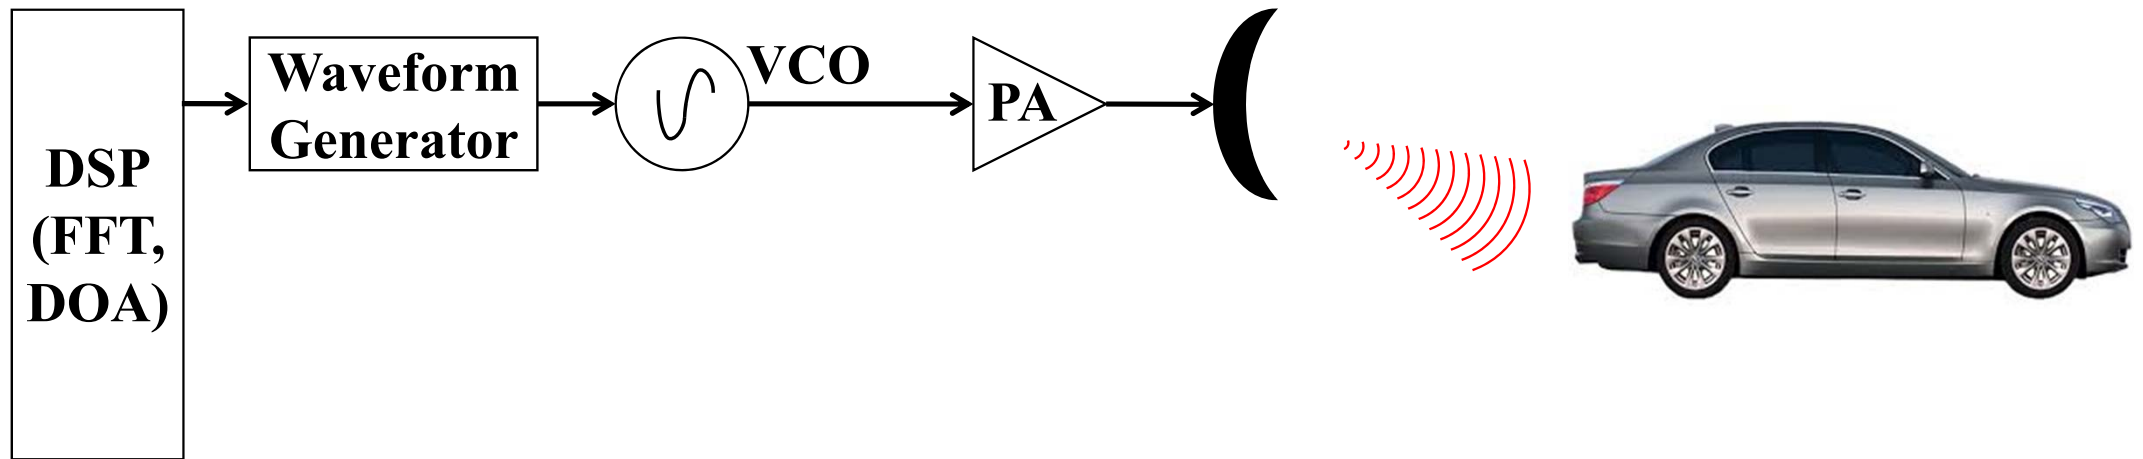 DSP
(FFT,
DOA)
Waveform
Generator
VCO
PA